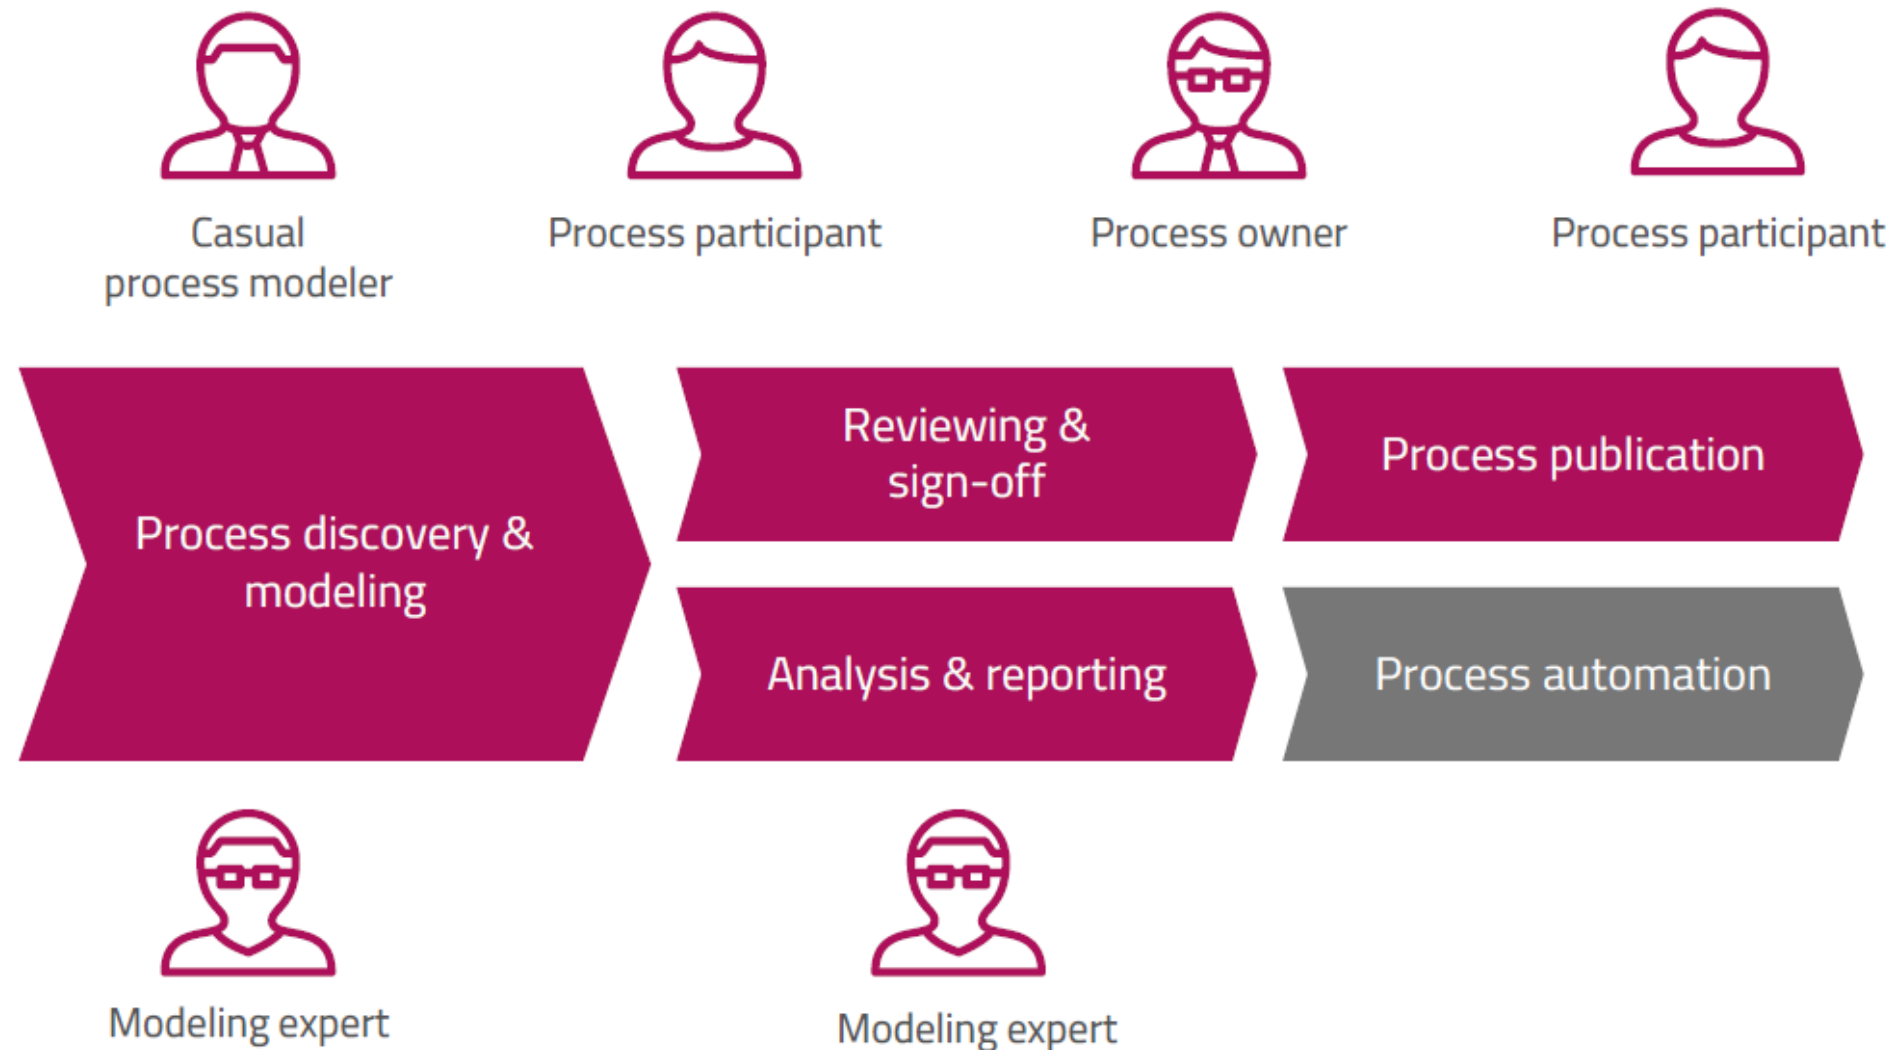 Casual
process modeler
Process participant
Process owner
Process participant
Process discovery &
modeling
Reviewing &
sign-off
Process publication
Analysis & reporting
Process automation
Modeling expert
Modeling expert